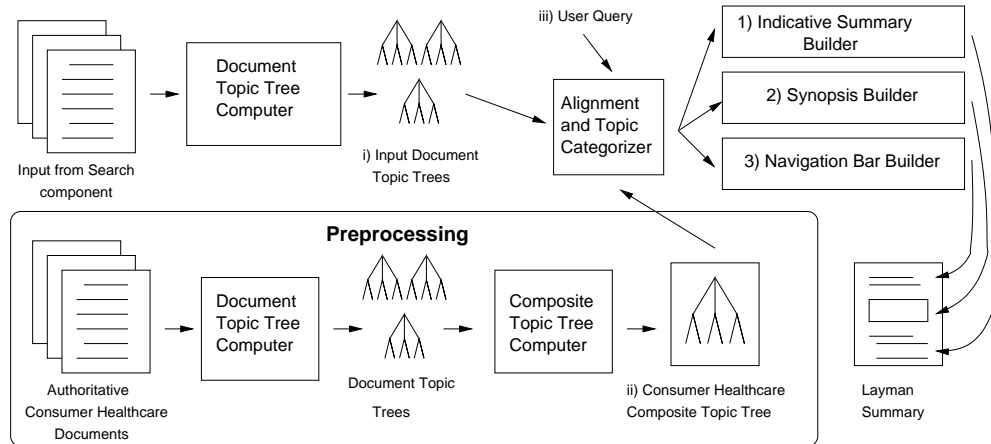 iii) User Query
1) Indicative Summary
Builder
Document
Topic Tree
Computer
Alignment
and Topic
Categorizer
2) Synopsis Builder
3) Navigation Bar Builder
Input from Search
component
i) Input Document
Topic Trees
Preprocessing
Document
Topic Tree
Computer
Composite
Topic Tree
Computer
Authoritative
Consumer Healthcare
Documents
Document Topic
Trees
ii) Consumer Healthcare
Composite Topic Tree
Layman
Summary